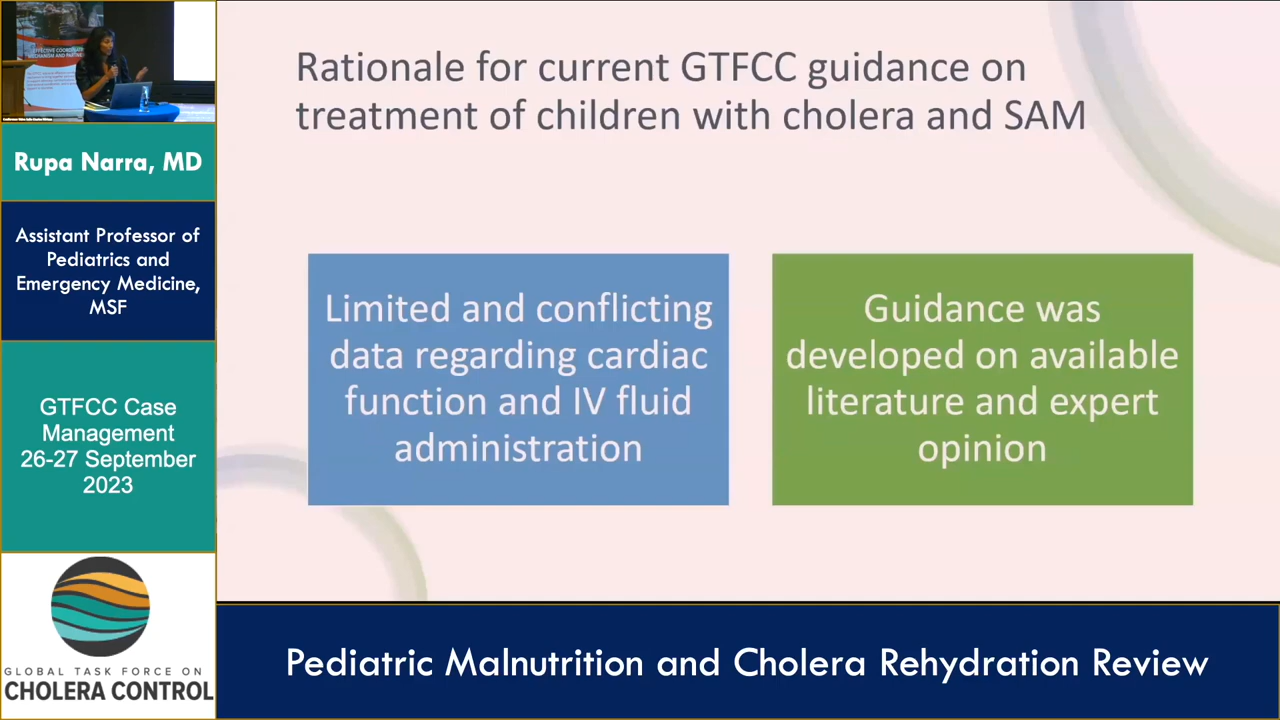 Rationale for current GTFCC guidance on
treatment of children with cholera and SAM
Limited and conflicting
data regarding cardiac
function and IV fluid
administration
Guidance was
developed on available
literature and expert
opinion
Rupa Narra, MD
Assistant Professor of
Pediatrics and
Emergency Medicine,
MSF
GTFCC Case
Management
26-27 September
2023
GLOBAL TASK FORCE ON
CHOLERA CONTROL
Pediatric Malnutrition and Cholera Rehydration Review